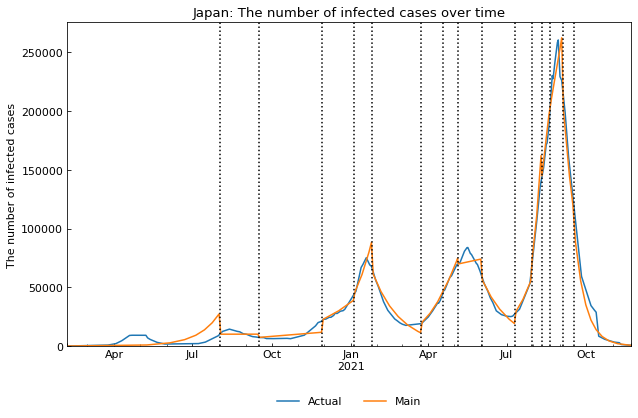 Japan: The number of infected cases over time
The number of infected cases
250000
200000
150000
100000
50000
0
Apr Jul Oct Jan Apr Jul Oct
2021
Actual Main